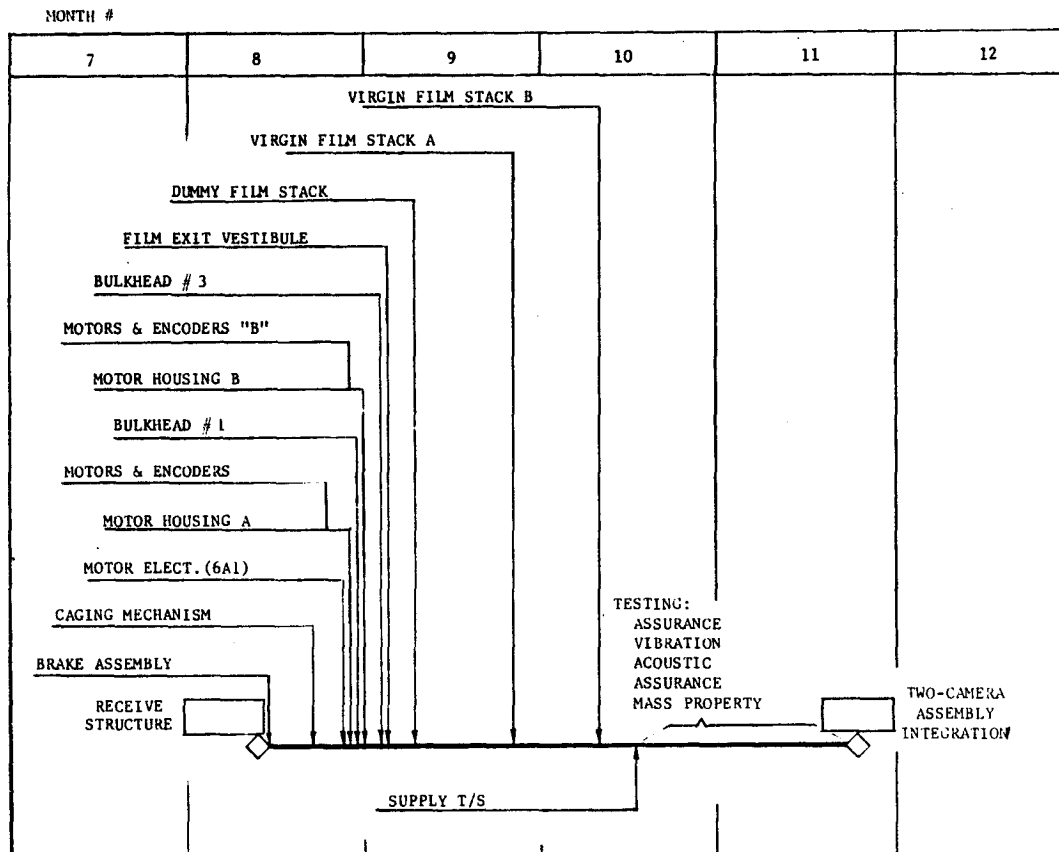 MONTH #
7 8 9 10 11 12
VIRGIN FILM STACK B
VIRGIN FILM STACK A
DUMMY FILM STACK
FILM EXIT VESTIBULE
BULKHEAD # 3
MOTORS & ENCODERS "B"
MOTOR HOUSING B
BULKHEAD # 1
MOTORS & ENCODERS
MOTOR HOUSING A
MOTOR ELECT.(6A1)
CAGING MECHANISM
BRAKE ASSEMBLY
RECEIVE
STRUCTURE
TESTING:
ASSURANCE
VIBRATION
ACOUSTIC
ASSURANCE
MASS PROPERTY
TWO-CAMERA
ASSEMBLY
INTEGRATION
SUPPLY T/S